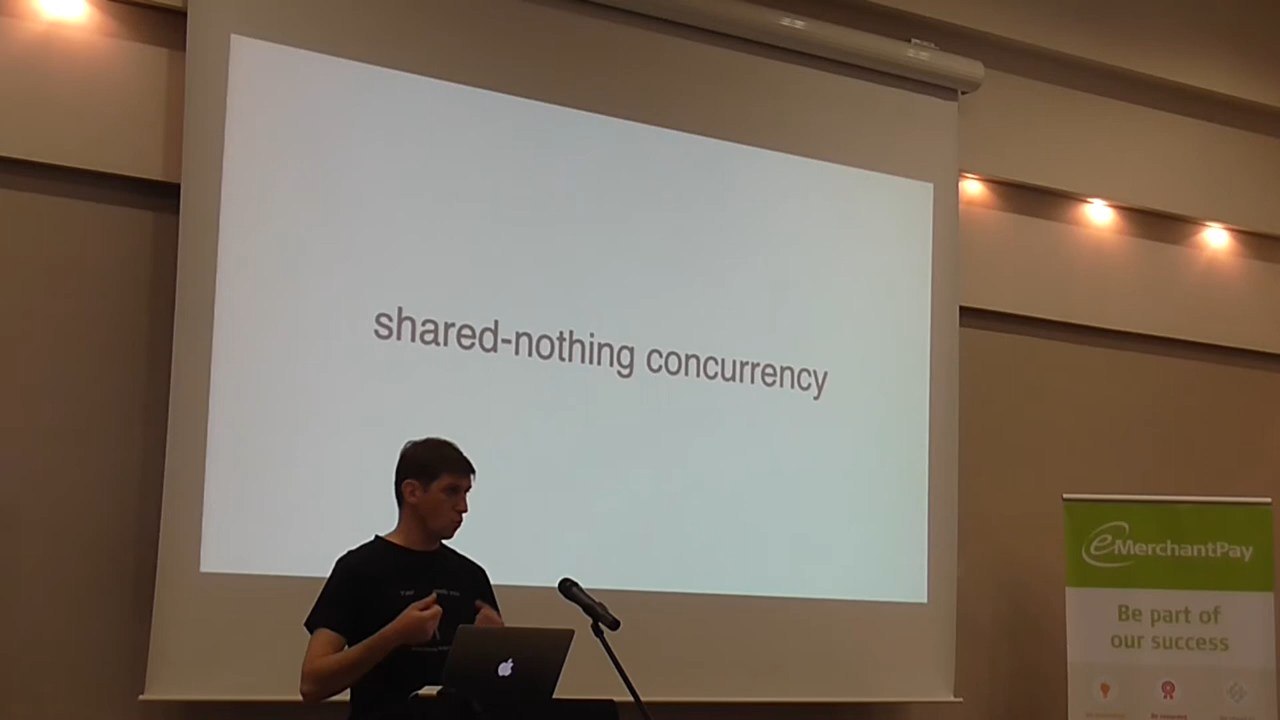 shared-nothing concurrency
eMerchantPay
Be part of
our success